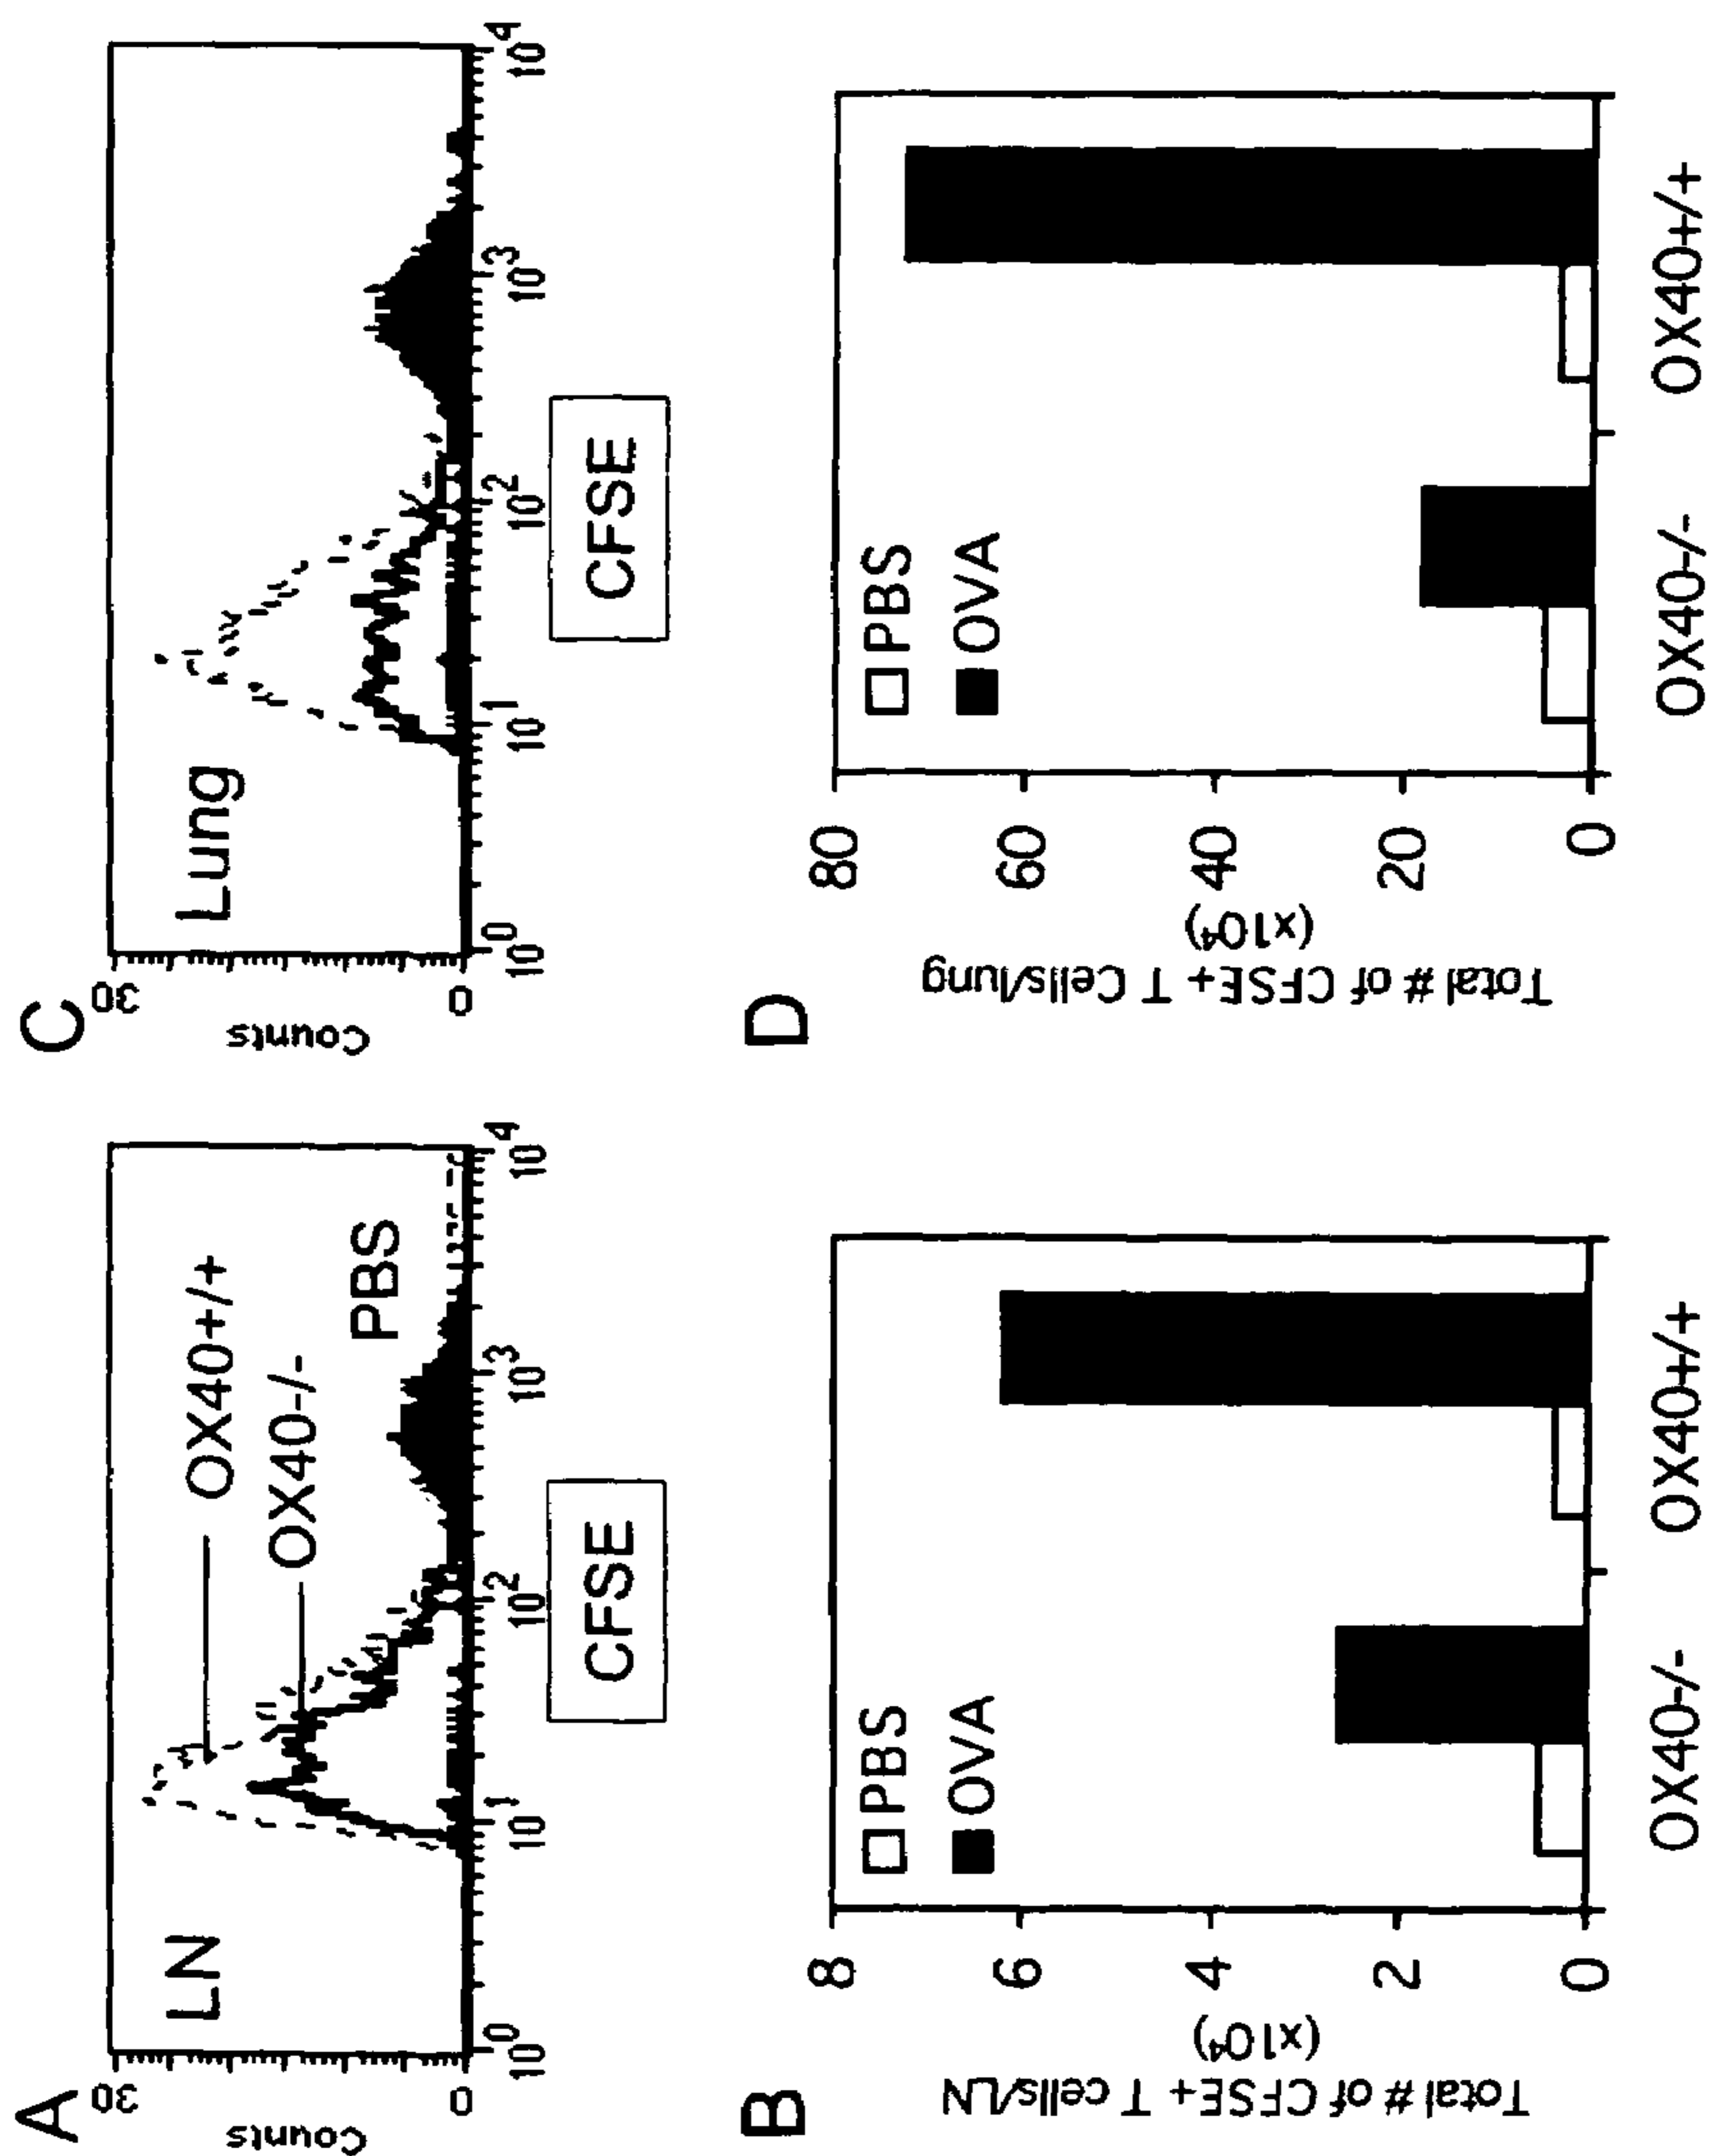 A
LN
OX40+/+
OX40-/-
PBS
30
0
Counts
10^0 10^1 10^2 10^3 10^4
CFSE
B
PBS
OVA
8
6
4
2
0
Total # of CFSE+ T cells/LN
(x10^4)
OX40-/- OX40+/+
C
Lung
30
0
Counts
10^0 10^1 10^2 10^3 10^4
CFSE
D
PBS
OVA
80
60
40
20
0
Total # of CFSE+ T Cells/lung
(x10^4)
OX40-/- OX40+/+